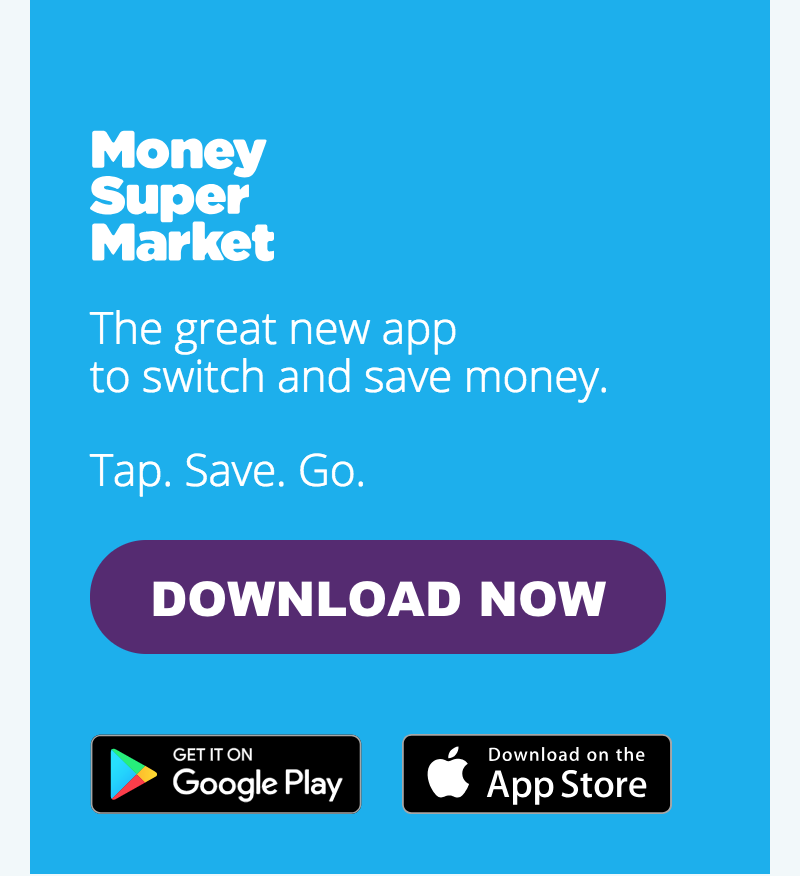 Money
Super
Market
The great new app
to switch and save money.
Tap. Save. Go.
DOWNLOAD NOW
GET IT ON
Google Play
Download on the
App Store